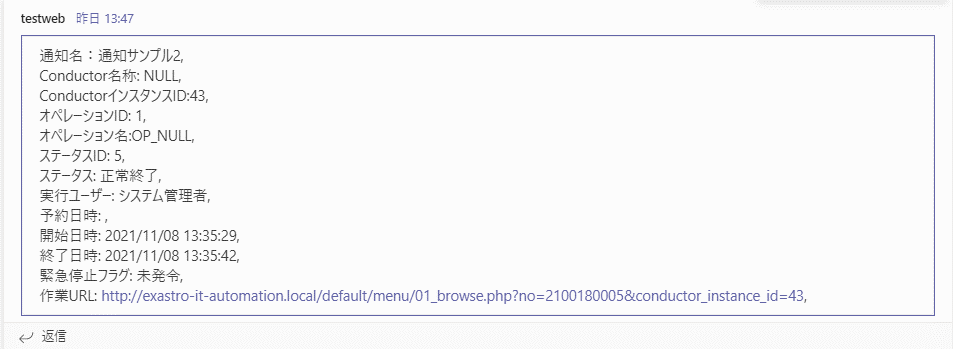 testweb 昨日 13:47
通知名：通知サンプル2,
Conductor名称: NULL,
ConductorインスタンスID:43,
オペレーションID: 1,
オペレーション名:OP_NULL,
ステータスID: 5,
ステータス: 正常終了,
実行ユーザー: システム管理者,
予約日時: ,
開始日時: 2021/11/08 13:35:29,
終了日時: 2021/11/08 13:35:42,
緊急停止フラグ: 未発令,
作業URL: http://exastro-it-automation.local/default/menu/01_browse.php?no=2100180005&conductor_instance_id=43,
返信